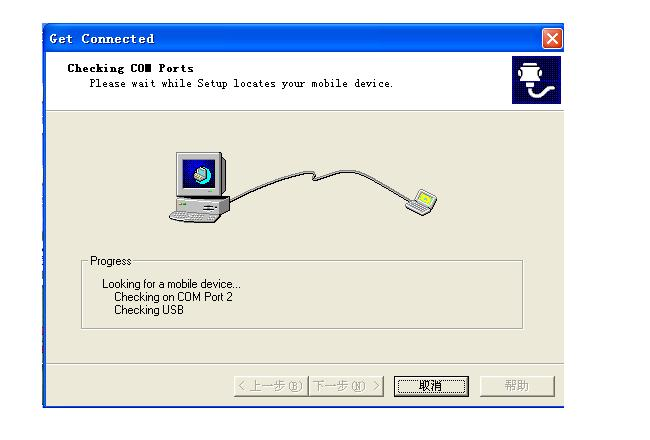 Get Connected
Checking COM Ports
Please wait while Setup locates your mobile device.
Progress
Looking for a mobile device...
Checking on COM Port 2
Checking USB
< 上一步(B) 下一步(N) > 取消 帮助